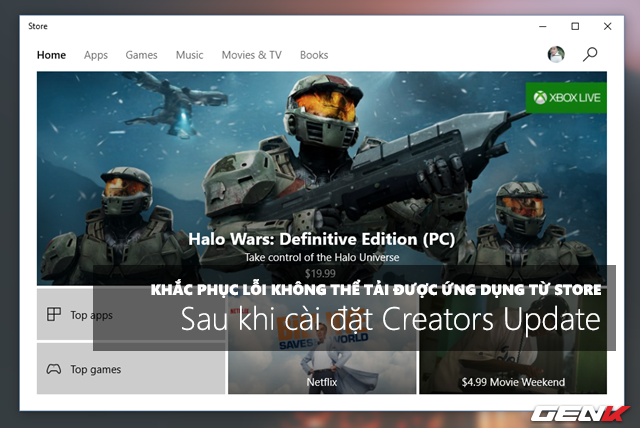 Store
Home Apps Games Music Movies & TV Books
XBOX LIVE
Halo Wars: Definitive Edition (PC)
Take control of the Halo Universe
$19.99
KHẮC PHỤC LỖI KHÔNG THỂ TẢI ĐƯỢC ỨNG DỤNG TỪ STORE
Sau khi cài đặt Creators Update
Top apps
Top games
NETFLIX
SAVES THE WORLD
Netflix
$4.99 Movie Weekend
GENK